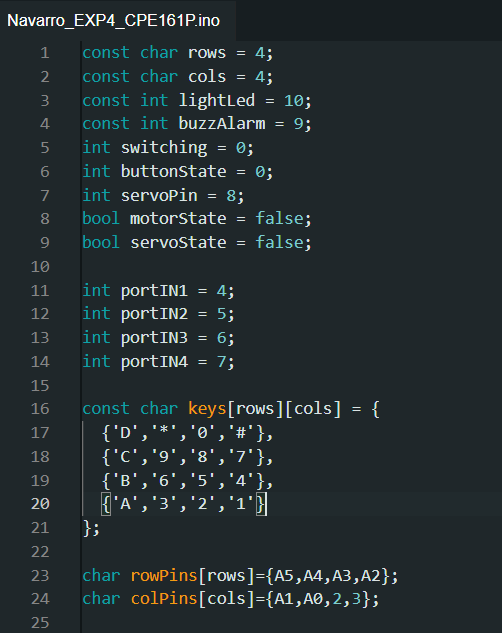 Navarro_EXP4_CPE161P.ino
1 const char rows = 4;
2 const char cols = 4;
3 const int lightLed = 10;
4 const int buzzAlarm = 9;
5 int switching = 0;
6 int buttonState = 0;
7 int servoPin = 8;
8 bool motorState = false;
9 bool servoState = false;
10
11 int portIN1 = 4;
12 int portIN2 = 5;
13 int portIN3 = 6;
14 int portIN4 = 7;
15
16 const char keys[rows][cols] = {
17 {'D','*','0','#'},
18 {'C','9','8','7'},
19 {'B','6','5','4'},
20 {'A','3','2','1'}
21 };
22
23 char rowPins[rows]={A5,A4,A3,A2};
24 char colPins[cols]={A1,A0,2,3};
25